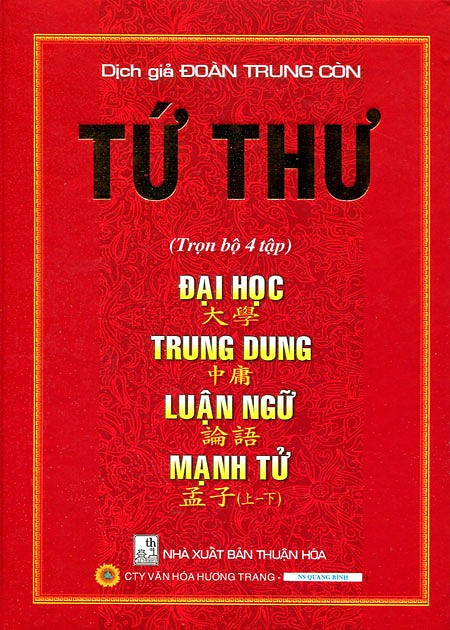 Dịch giả ĐOÀN TRUNG CÒN
TỨ THƯ
(Trọn bộ 4 tập)
ĐẠI HỌC
大學
TRUNG DUNG
中庸
LUẬN NGỮ
論語
MẠNH TỬ
孟子(上一下)
th
NHÀ XUẤT BẢN THUẬN HÓA
CTY VĂN HÓA HƯƠNG TRANG - NS QUANG BÌNH